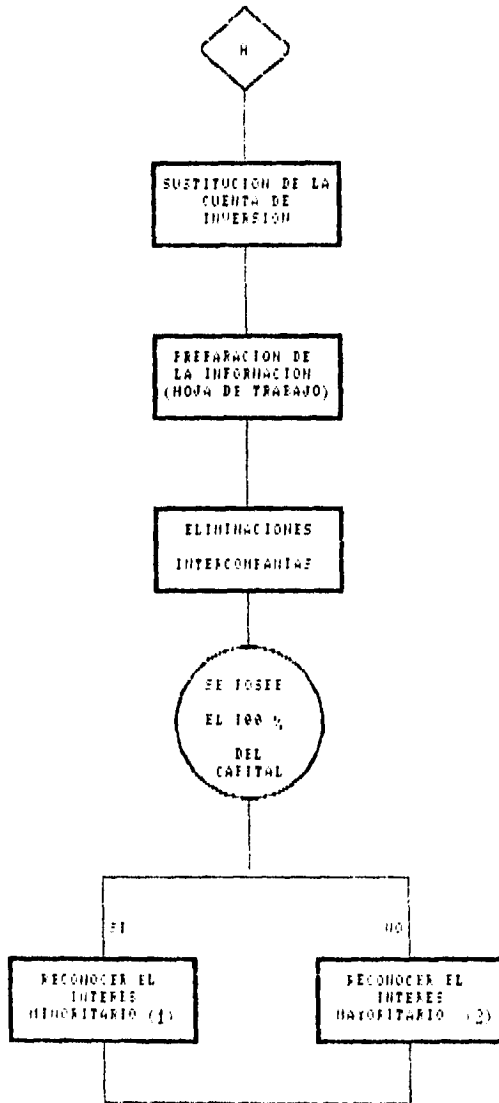 H
SUSTITUCION DE LA
CUENTA DE
INVERSION
PREPARACION DE
LA INFORMACION
(HOJA DE TRABAJO)
ELIMINACIONES
INTERCOMPANIAS
SE POSEE
EL 100 %
DEL
CAPITAL
SI
NO
RECONOCER EL
INTERES
MINORITARIO (1)
RECONOCER EL
INTERES
MAYORITARIO (2)